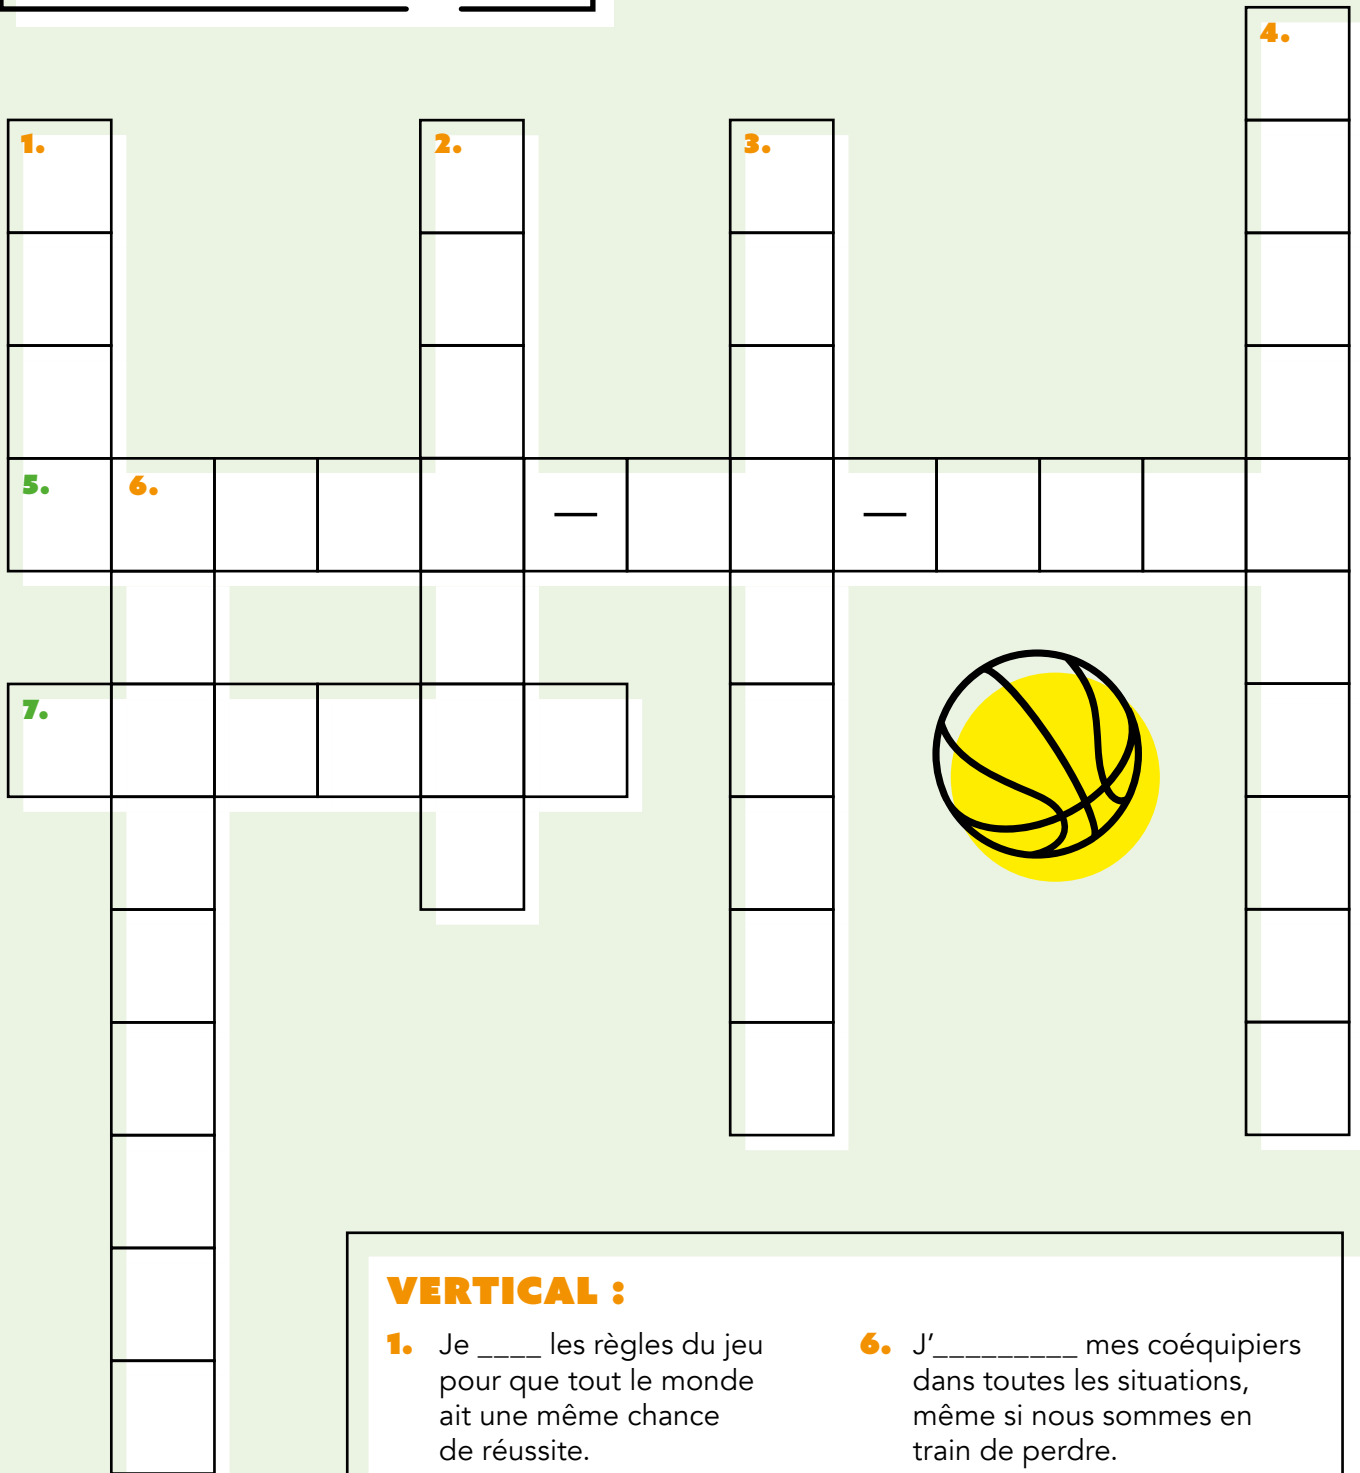 4.
1.
2.
3.
5.
6.
—
—
7.
VERTICAL :
1. Je ____ les règles du jeu
pour que tout le monde
ait une même chance
de réussite.
6. J’_________ mes coéquipiers
dans toutes les situations,
même si nous sommes en
train de perdre.